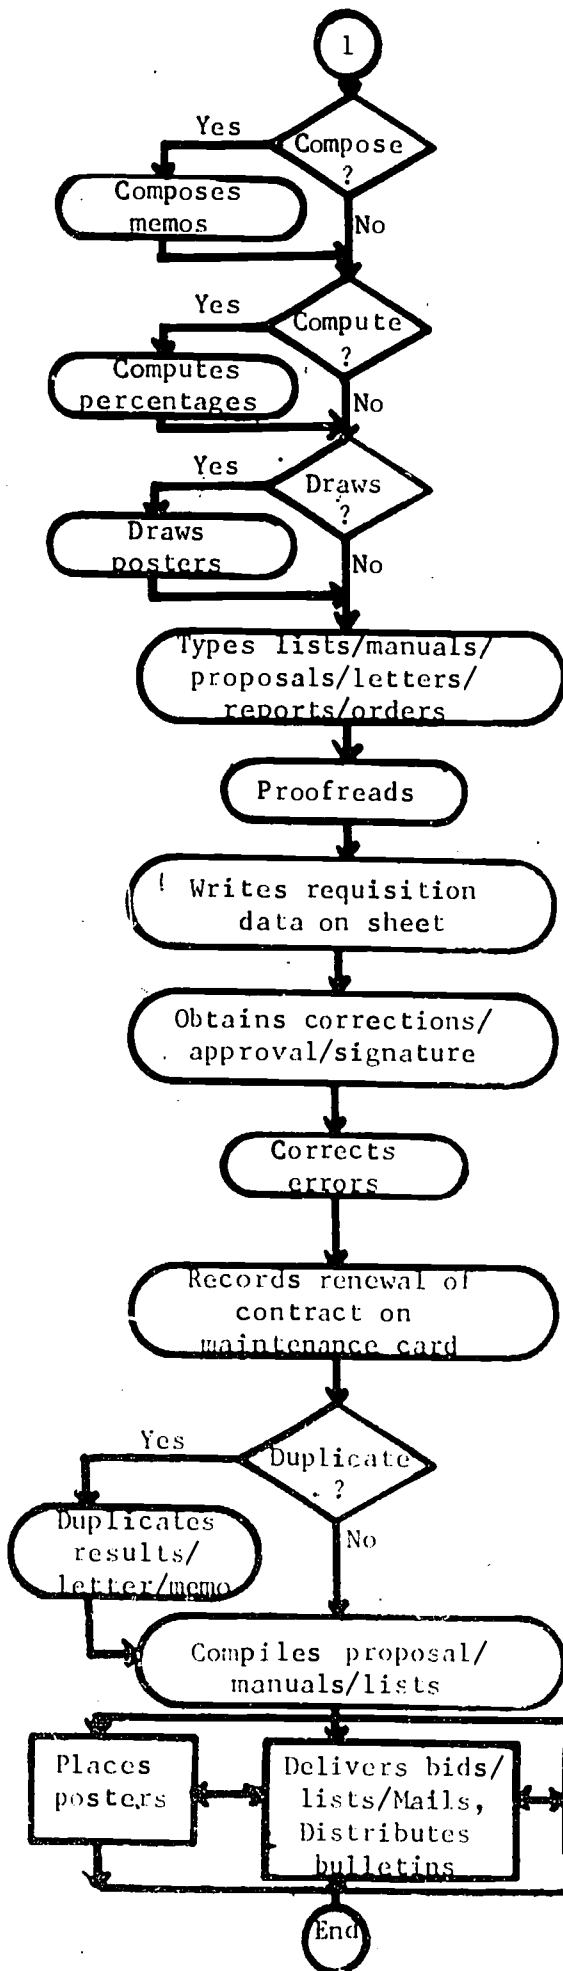 1
Yes
Compose
?
Composes
memos
No
Yes
Compute
?
Computes
percentages
No
Yes
Draws
?
Draws
posters
No
Types lists/manuals/
proposals/letters/
reports/orders
Proofreads
Writes requisition
data on sheet
Obtains corrections/
approval/signature
Corrects
errors
Records renewal of
contract on
maintenance card
Yes
Duplicate
?
Duplicates
results/
letter/memo
No
Compiles proposal/
manuals/lists
Places
posters
Delivers bids/
lists/Mails,
Distributes
bulletins
End